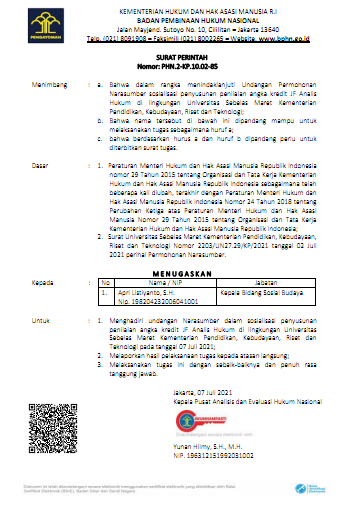 KEMENTERIAN HUKUM DAN HAK ASASI MANUSIA R.I
BADAN PEMBINAAN HUKUM NASIONAL
Jalan Mayjend. Sutoyo No. 10, Cililitan – Jakarta 13640
Telp. (021) 8091908 – Faksimili (021) 8002265 – Website. www.bphn.go.id
PENGAYOMAN
SURAT PERINTAH
Nomor: PHN.2-KP.10.02-85
Menimbang : a. Bahwa dalam rangka menindaklanjuti Undangan Permohonan
Narasumber sosialisasi penyusunan penilaian angka kredit JF Analis
Hukum di lingkungan Universitas Sebelas Maret Kementerian
Pendidikan, Kebudayaan, Riset dan Teknologi;
b. Bahwa nama tersebut di bawah ini dipandang mampu untuk
melaksanakan tugas sebagaimana huruf a;
c. bahwa berdasarkan huruf a dan huruf b dipandang perlu untuk
diterbitkan surat tugas.
Dasar : 1. Peraturan Menteri Hukum dan Hak Asasi Manusia Republik Indonesia
nomor 29 Tahun 2015 tentang Organisasi dan Tata Kerja Kementerian
Hukum dan Hak Asasi Manusia Republik Indonesia sebagaimana telah
beberapa kali diubah, terakhir dengan Peraturan Menteri Hukum dan
Hak Asasi Manusia Republik Indonesia Nomor 24 Tahun 2018 tentang
Perubahan Ketiga atas Peraturan Menteri Hukum dan Hak Asasi
Manusia Nomor 29 Tahun 2015 tentang Organisasi dan Tata Kerja
Kementerian Hukum dan Hak Asasi Manusia Republik Indonesia;
2. Surat Universitas Sebelas Maret Kementerian Pendidikan, Kebudayaan,
Riset dan Teknologi Nomor 2203/UN27.29/KP/2021 tanggal 02 Juli
2021 perihal Permohonan Narasumber.
MENUGASKAN
Kepada :
No Nama / NIP Jabatan
1. Apri Listiyanto, S.H. Kepala Bidang Sosial Budaya
Nip. 198204232006041001
Untuk : 1. Menghadiri undangan Narasumber dalam sosialisasi penyusunan
penilaian angka kredit JF Analis Hukum di lingkungan Universitas
Sebelas Maret Kementerian Pendidikan, Kebudayaan, Riset dan
Teknologi pada tanggal 07 Juli 2021;
2. Melaporkan hasil pelaksanaan tugas kepada atasan langsung;
3. Melaksanakan tugas ini dengan sebaik-baiknya dan penuh rasa
tanggung jawab.
Jakarta, 07 Juli 2021
Kepala Pusat Analisis dan Evaluasi Hukum Nasional
Ditandatangani secara elektronik oleh
Yunan Hilmy, S.H., M.H.
NIP. 196312151992031002
Dokumen ini telah ditandatangani secara elektronik menggunakan sertifikat elektronik yang diterbitkan oleh Balai
Sertifikasi Elektronik (BSrE), Badan Siber dan Sandi Negara